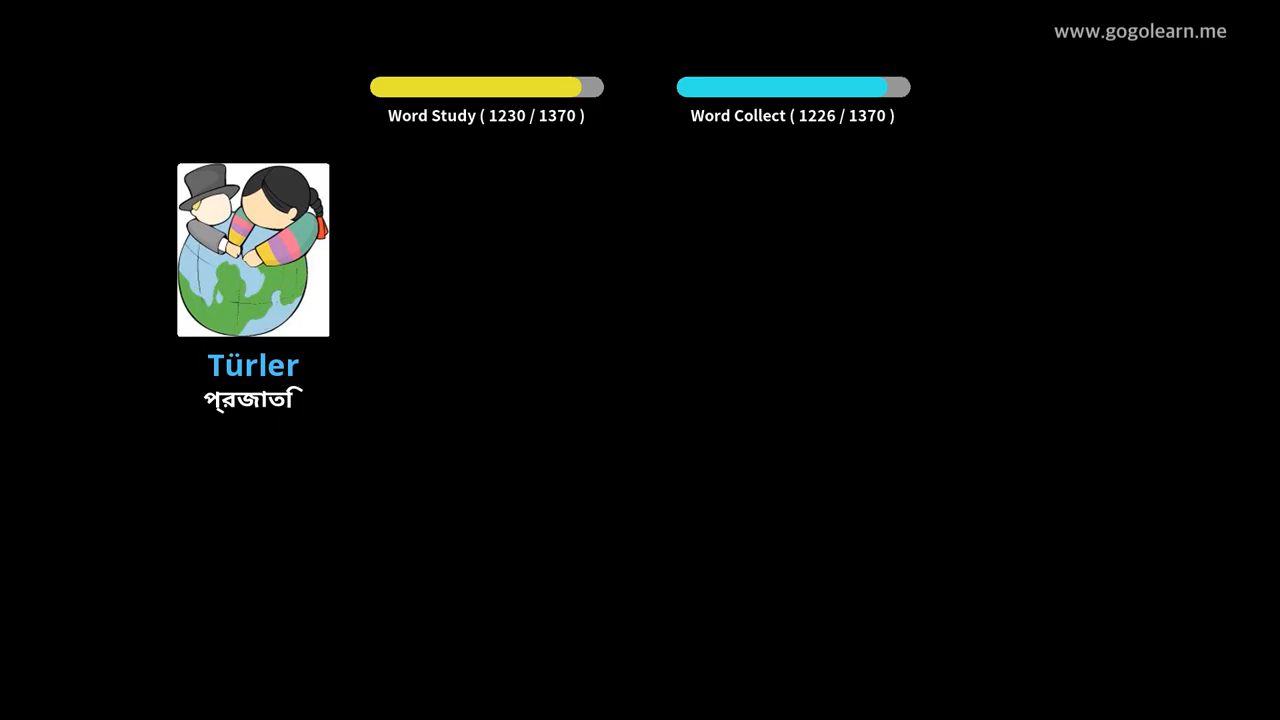 www.gogolearn.me
Word Study ( 1230 / 1370 )
Word Collect ( 1226 / 1370 )
Türler
প্রজাতি